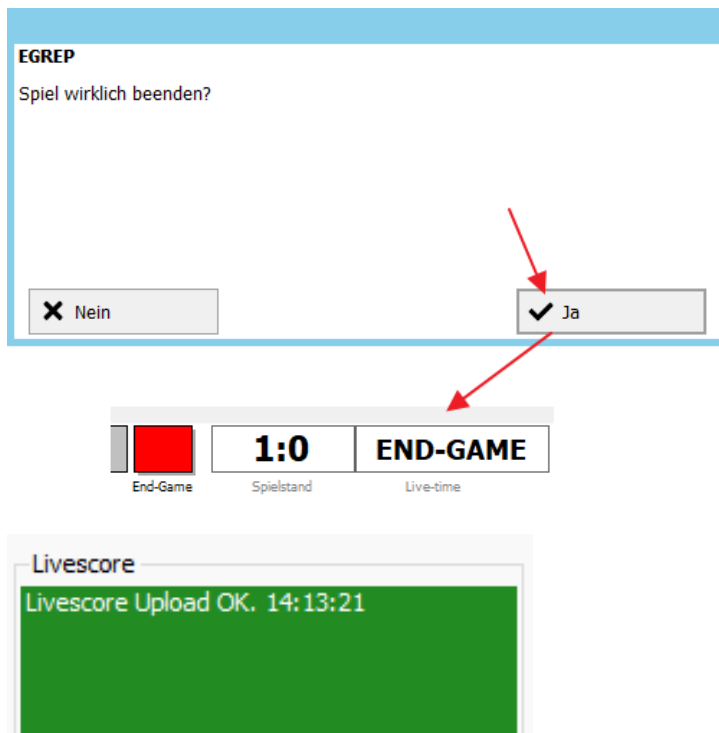 EGREP
Spiel wirklich beenden?
Nein
Ja
1:0
END-GAME
End-Game
Spielstand
Live-time
Livescore
Livescore Upload OK. 14:13:21